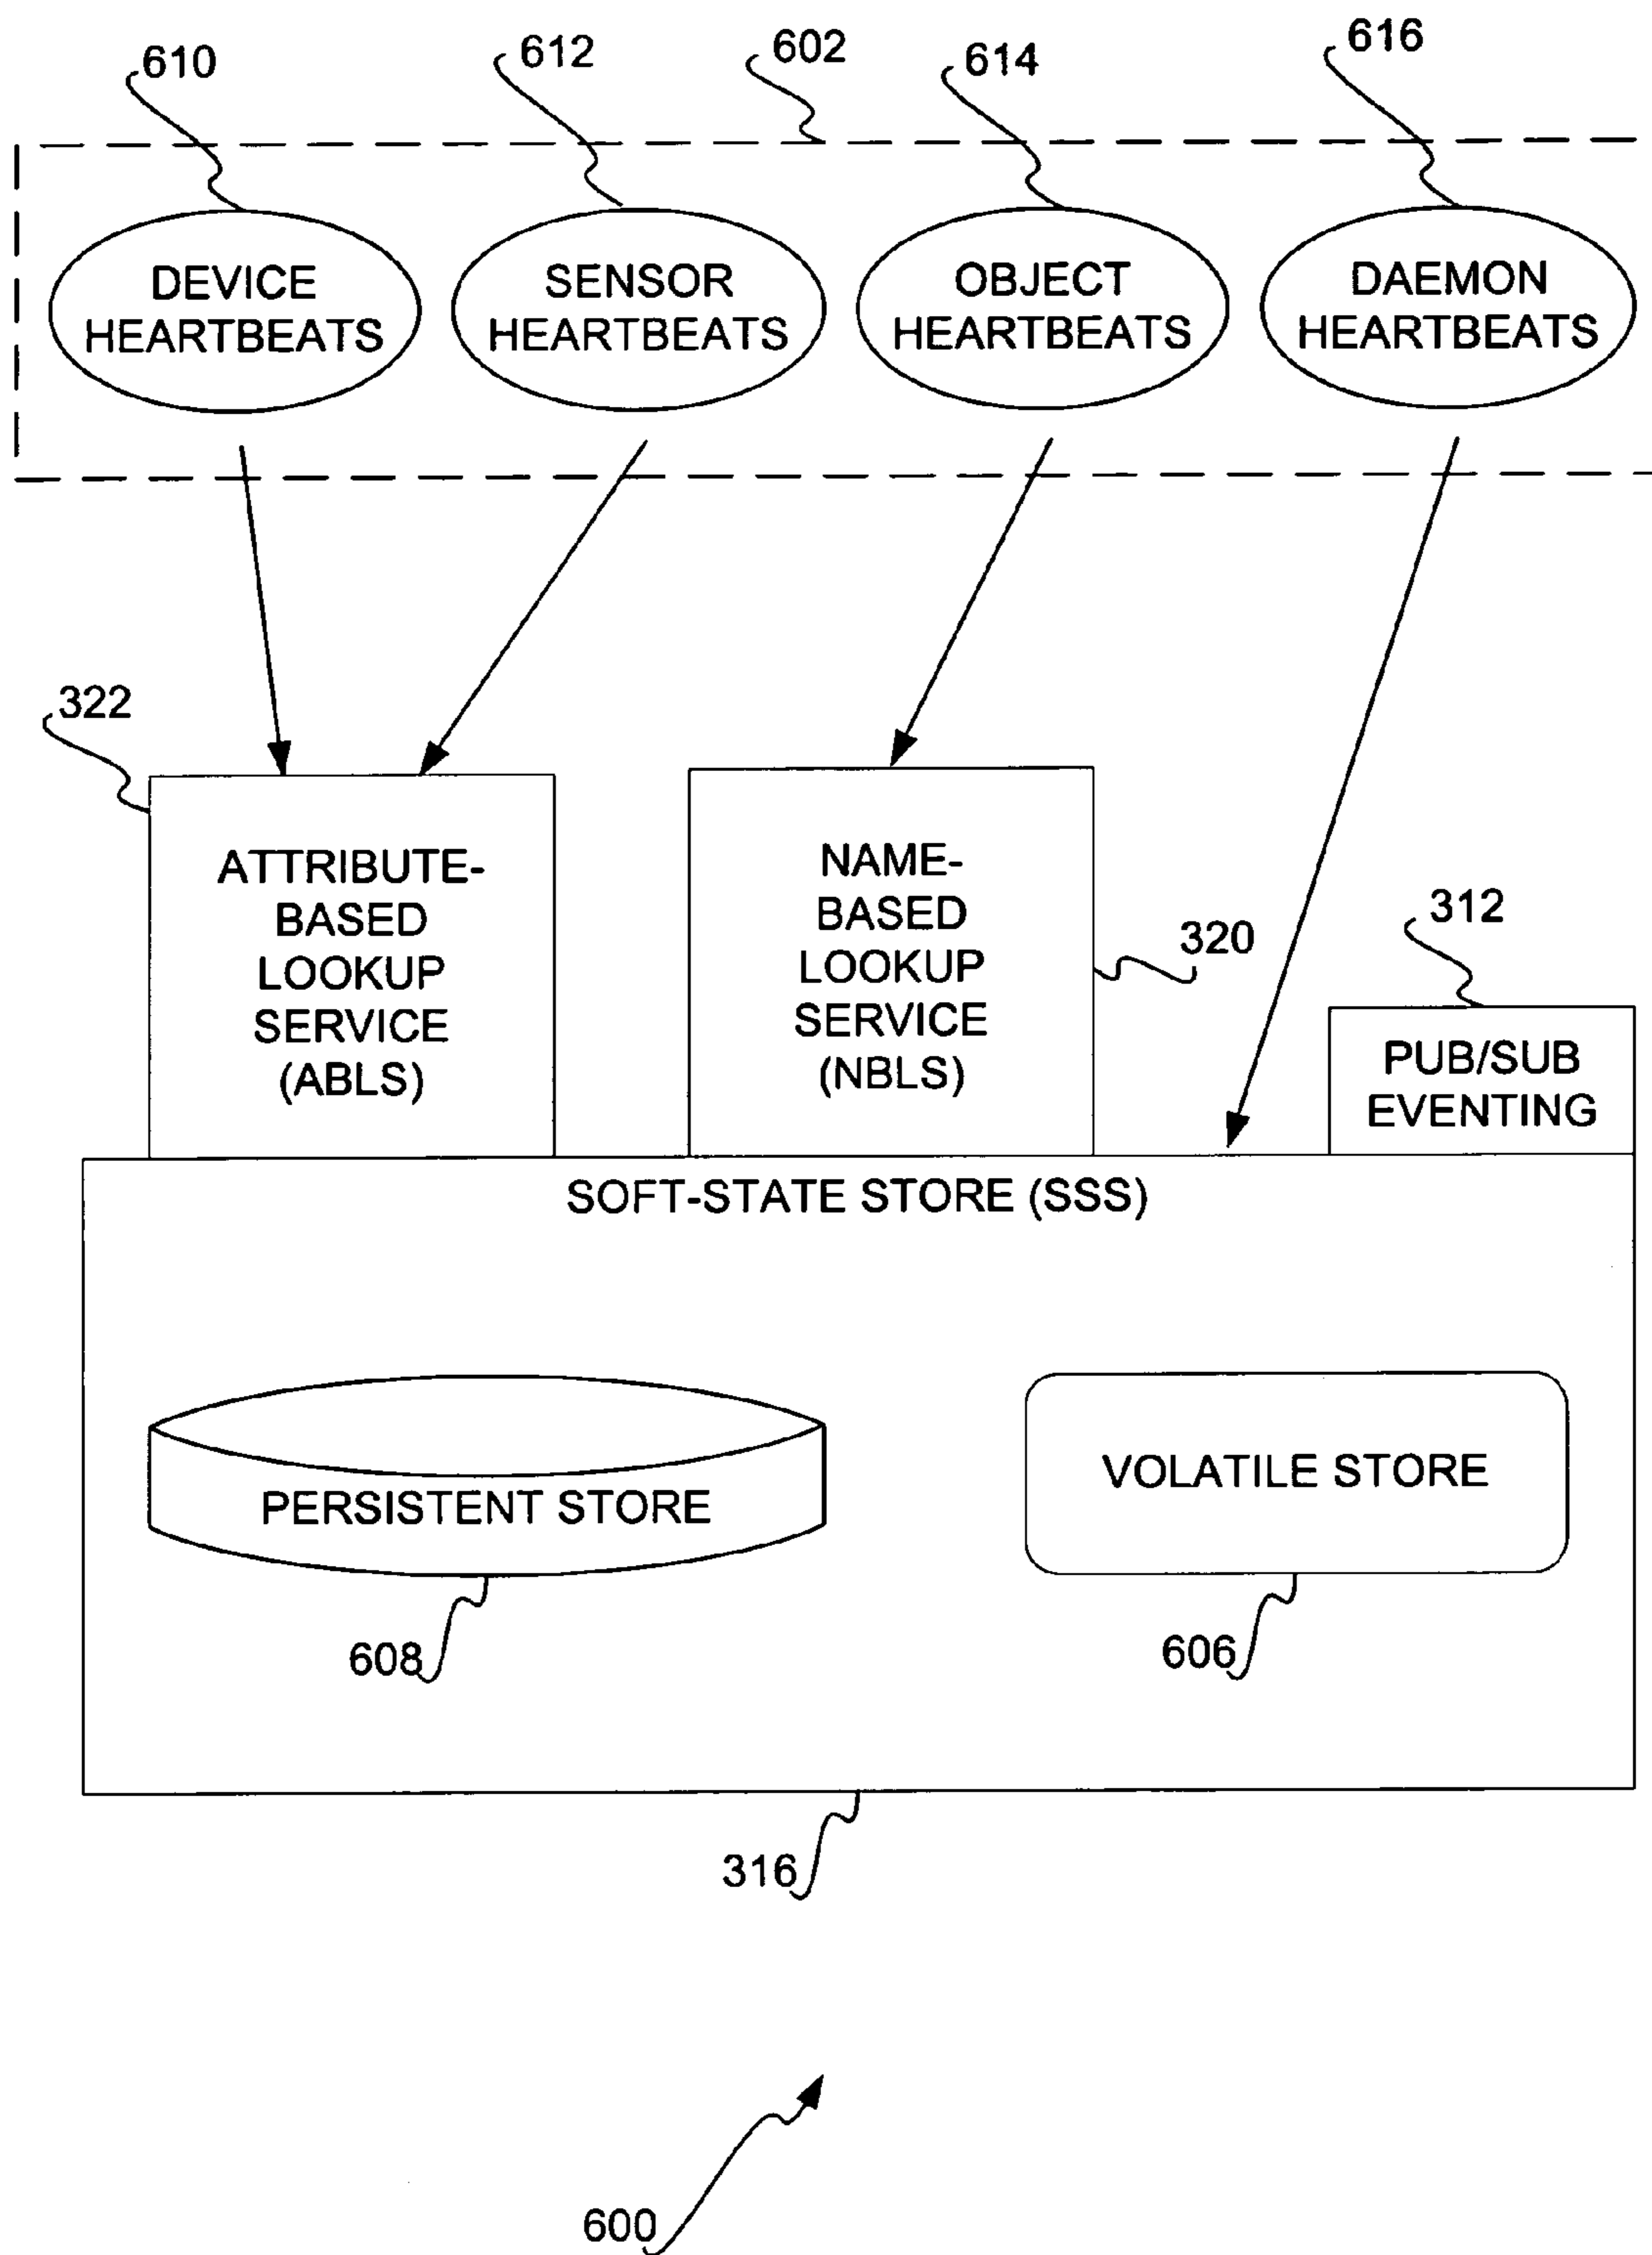 610
612
602
614
616
DEVICE
HEARTBEATS
SENSOR
HEARTBEATS
OBJECT
HEARTBEATS
DAEMON
HEARTBEATS
322
ATTRIBUTE-
BASED
LOOKUP
SERVICE
(ABLS)
NAME-
BASED
LOOKUP
SERVICE
(NBLS)
320
312
PUB/SUB
EVENTING
SOFT-STATE STORE (SSS)
PERSISTENT STORE
VOLATILE STORE
608
606
316
600